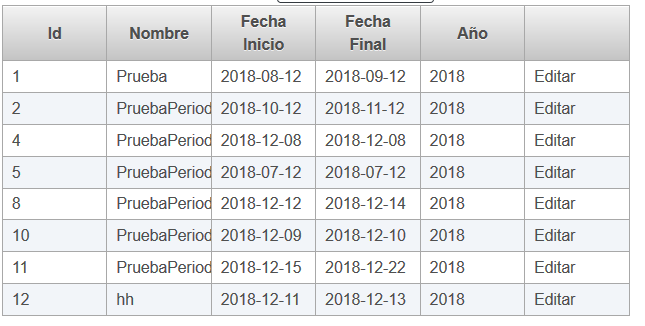 Id Nombre Fecha Inicio Fecha Final Año
1 Prueba 2018-08-12 2018-09-12 2018 Editar
2 PruebaPeriod 2018-10-12 2018-11-12 2018 Editar
4 PruebaPeriod 2018-12-08 2018-12-08 2018 Editar
5 PruebaPeriod 2018-07-12 2018-07-12 2018 Editar
8 PruebaPeriod 2018-12-12 2018-12-14 2018 Editar
10 PruebaPeriod 2018-12-09 2018-12-10 2018 Editar
11 PruebaPeriod 2018-12-15 2018-12-22 2018 Editar
12 hh 2018-12-11 2018-12-13 2018 Editar